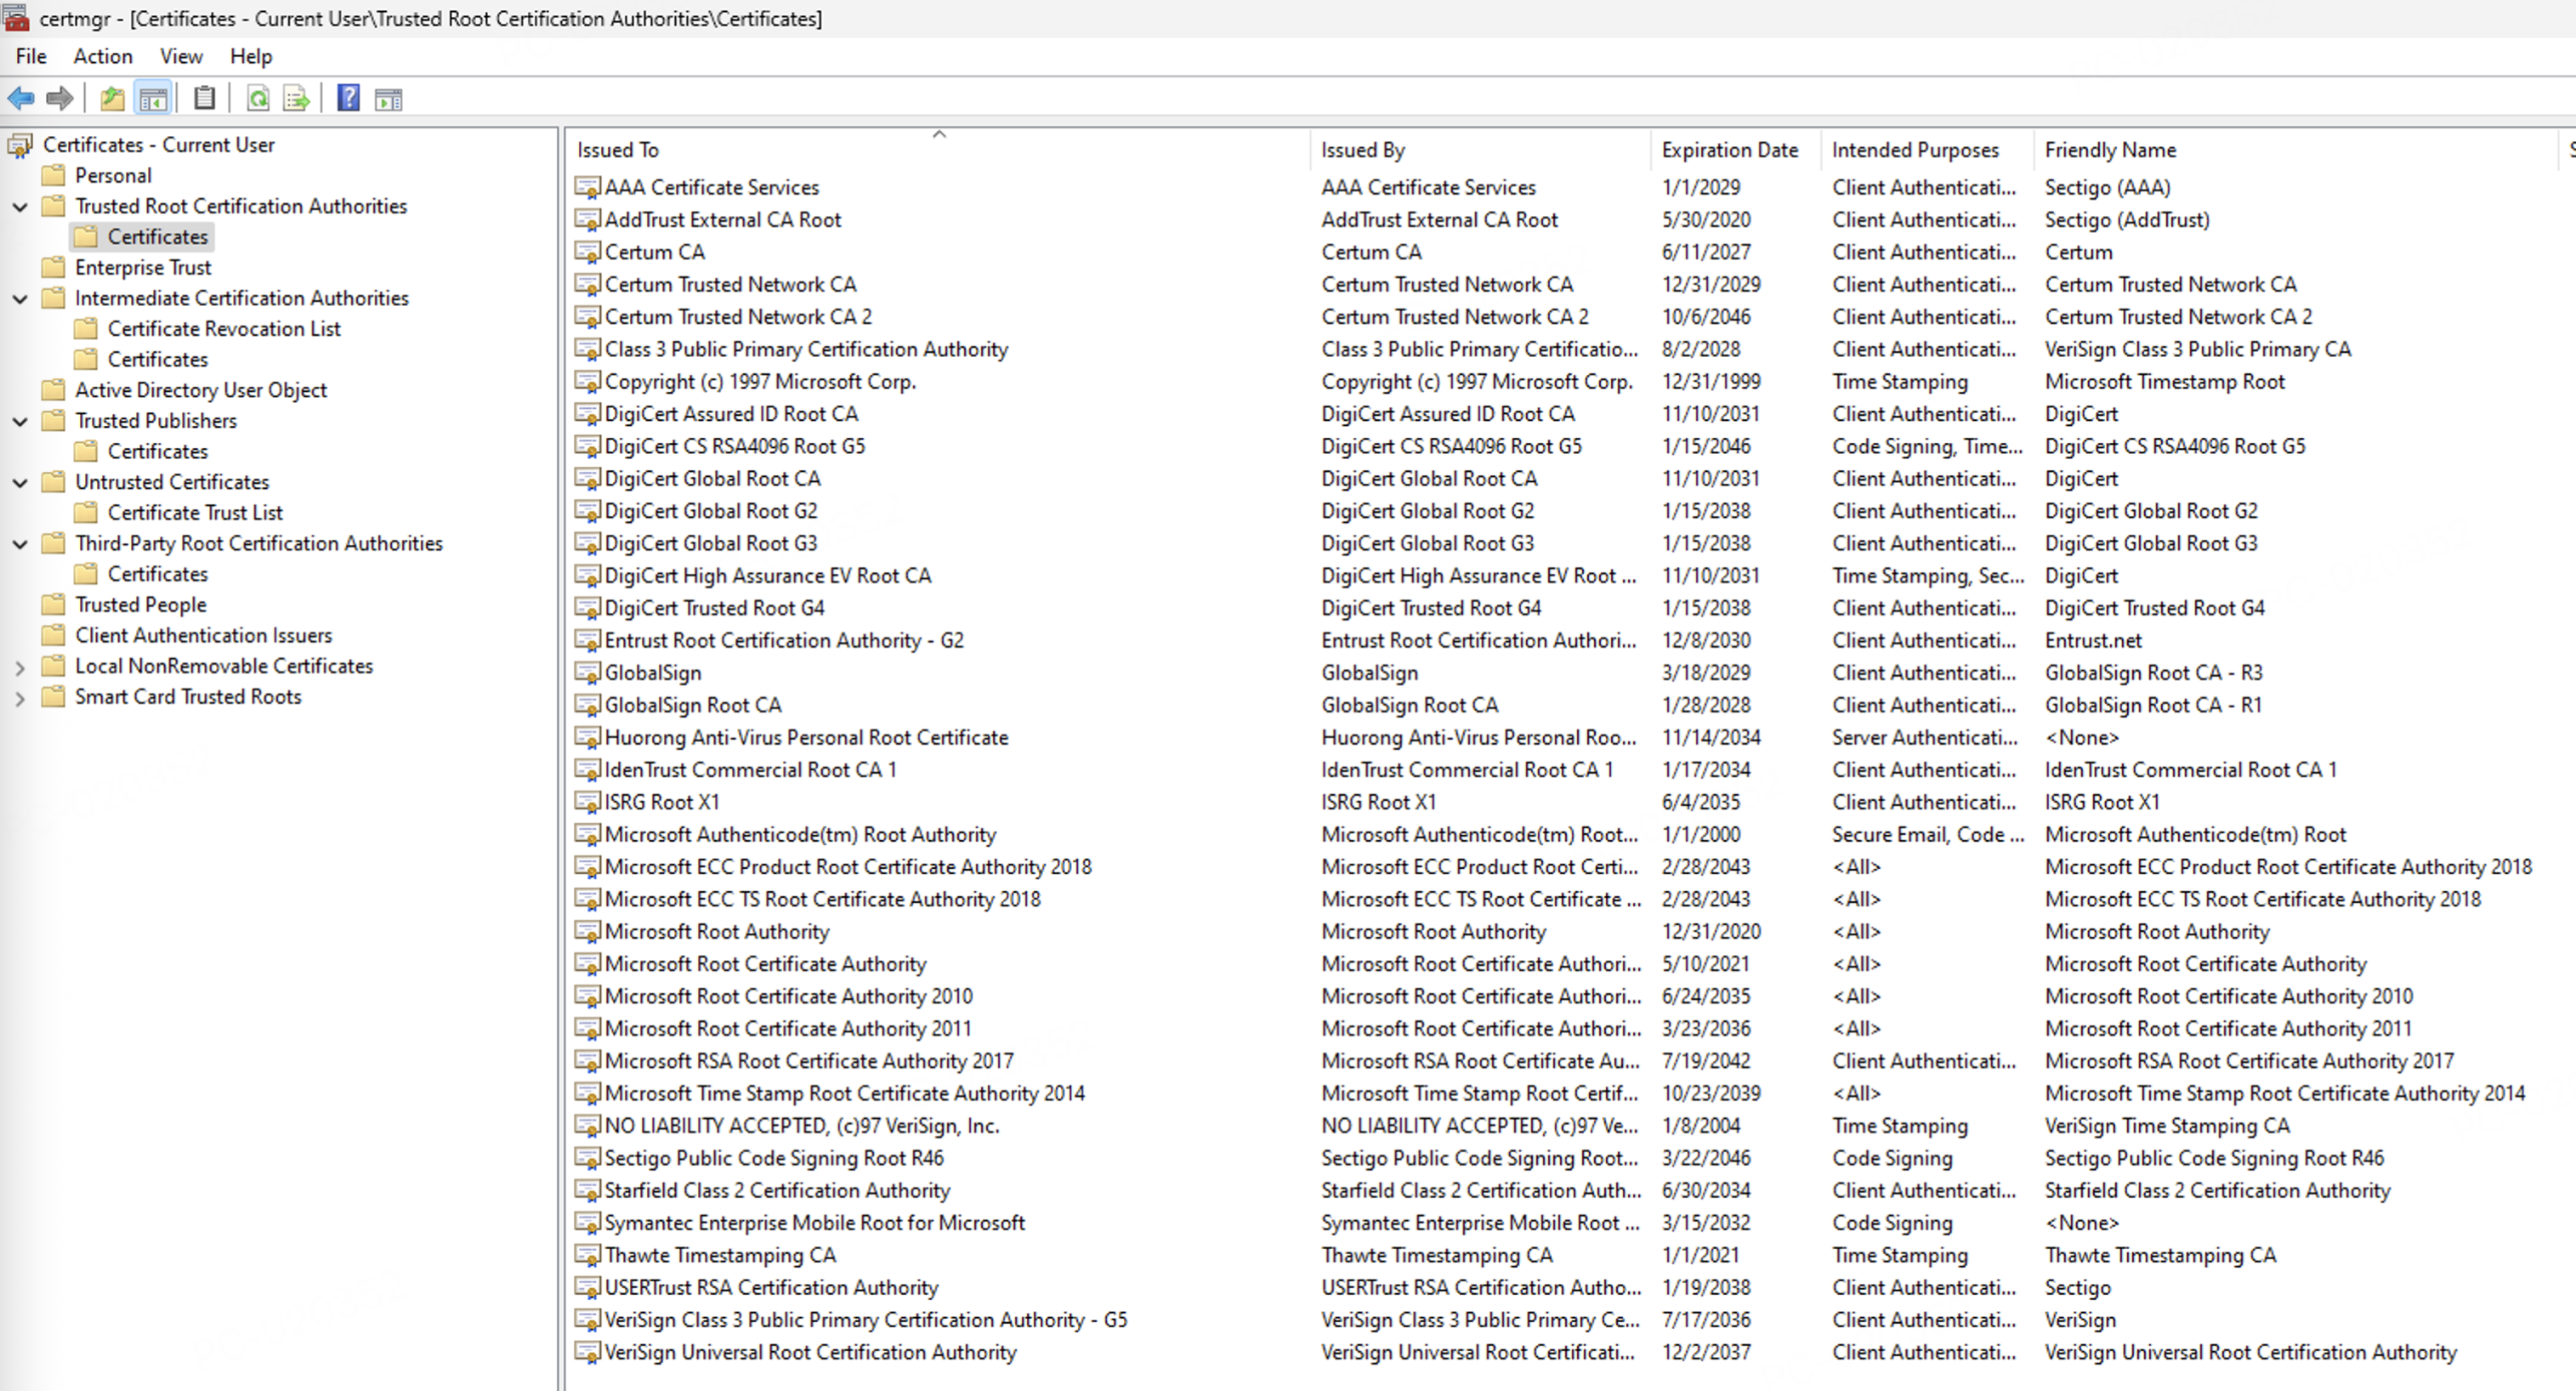 certmgr - [Certificates - Current User\Trusted Root Certification Authorities\Certificates]
File Action View Help
Certificates - Current User
Personal
Trusted Root Certification Authorities
Certificates
Enterprise Trust
Intermediate Certification Authorities
Certificate Revocation List
Certificates
Active Directory User Object
Trusted Publishers
Certificates
Untrusted Certificates
Certificate Trust List
Third-Party Root Certification Authorities
Certificates
Trusted People
Client Authentication Issuers
Local NonRemovable Certificates
Smart Card Trusted Roots
Issued To Issued By Expiration Date Intended Purposes Friendly Name
AAA Certificate Services AAA Certificate Services 1/1/2029 Client Authenticati... Sectigo (AAA)
AddTrust External CA Root AddTrust External CA Root 5/30/2020 Client Authenticati... Sectigo (AddTrust)
Certum CA Certum CA 6/11/2027 Client Authenticati... Certum
Certum Trusted Network CA Certum Trusted Network CA 12/31/2029 Client Authenticati... Certum Trusted Network CA
Certum Trusted Network CA 2 Certum Trusted Network CA 2 10/6/2046 Client Authenticati... Certum Trusted Network CA 2
Class 3 Public Primary Certification Authority Class 3 Public Primary Certificatio... 8/2/2028 Client Authenticati... VeriSign Class 3 Public Primary CA
Copyright (c) 1997 Microsoft Corp. Copyright (c) 1997 Microsoft Corp. 12/31/1999 Time Stamping Microsoft Timestamp Root
DigiCert Assured ID Root CA DigiCert Assured ID Root CA 11/10/2031 Client Authenticati... DigiCert
DigiCert CS RSA4096 Root G5 DigiCert CS RSA4096 Root G5 1/15/2046 Code Signing, Time... DigiCert CS RSA4096 Root G5
DigiCert Global Root CA DigiCert Global Root CA 11/10/2031 Client Authenticati... DigiCert
DigiCert Global Root G2 DigiCert Global Root G2 1/15/2038 Client Authenticati... DigiCert Global Root G2
DigiCert Global Root G3 DigiCert Global Root G3 1/15/2038 Client Authenticati... DigiCert Global Root G3
DigiCert High Assurance EV Root CA DigiCert High Assurance EV Root ... 11/10/2031 Time Stamping, Sec... DigiCert
DigiCert Trusted Root G4 DigiCert Trusted Root G4 1/15/2038 Client Authenticati... DigiCert Trusted Root G4
Entrust Root Certification Authority - G2 Entrust Root Certification Authori... 12/8/2030 Client Authenticati... Entrust.net
GlobalSign GlobalSign 3/18/2029 Client Authenticati... GlobalSign Root CA - R3
GlobalSign Root CA GlobalSign Root CA 1/28/2028 Client Authenticati... GlobalSign Root CA - R1
Huorong Anti-Virus Personal Root Certificate Huorong Anti-Virus Personal Roo... 11/14/2034 Server Authenticati... <None>
IdenTrust Commercial Root CA 1 IdenTrust Commercial Root CA 1 1/17/2034 Client Authenticati... IdenTrust Commercial Root CA 1
ISRG Root X1 ISRG Root X1 6/4/2035 Client Authenticati... ISRG Root X1
Microsoft Authenticode(tm) Root Authority Microsoft Authenticode(tm) Root... 1/1/2000 Secure Email, Code ... Microsoft Authenticode(tm) Root
Microsoft ECC Product Root Certificate Authority 2018 Microsoft ECC Product Root Certi... 2/28/2043 <All> Microsoft ECC Product Root Certificate Authority 2018
Microsoft ECC TS Root Certificate Authority 2018 Microsoft ECC TS Root Certificate ... 2/28/2043 <All> Microsoft ECC TS Root Certificate Authority 2018
Microsoft Root Authority Microsoft Root Authority 12/31/2020 <All> Microsoft Root Authority
Microsoft Root Certificate Authority Microsoft Root Certificate Authori... 5/10/2021 <All> Microsoft Root Certificate Authority
Microsoft Root Certificate Authority 2010 Microsoft Root Certificate Authori... 6/24/2035 <All> Microsoft Root Certificate Authority 2010
Microsoft Root Certificate Authority 2011 Microsoft Root Certificate Authori... 3/23/2036 <All> Microsoft Root Certificate Authority 2011
Microsoft RSA Root Certificate Authority 2017 Microsoft RSA Root Certificate Au... 7/19/2042 Client Authenticati... Microsoft RSA Root Certificate Authority 2017
Microsoft Time Stamp Root Certificate Authority 2014 Microsoft Time Stamp Root Certif... 10/23/2039 <All> Microsoft Time Stamp Root Certificate Authority 2014
NO LIABILITY ACCEPTED, (c)97 VeriSign, Inc. NO LIABILITY ACCEPTED, (c)97 Ve... 1/8/2004 Time Stamping VeriSign Time Stamping CA
Sectigo Public Code Signing Root R46 Sectigo Public Code Signing Root... 3/22/2046 Code Signing Sectigo Public Code Signing Root R46
Starfield Class 2 Certification Authority Starfield Class 2 Certification Auth... 6/30/2034 Client Authenticati... Starfield Class 2 Certification Authority
Symantec Enterprise Mobile Root for Microsoft Symantec Enterprise Mobile Root ... 3/15/2032 Code Signing <None>
Thawte Timestamping CA Thawte Timestamping CA 1/1/2021 Time Stamping Thawte Timestamping CA
USERTrust RSA Certification Authority USERTrust RSA Certification Autho... 1/19/2038 Client Authenticati... Sectigo
VeriSign Class 3 Public Primary Certification Authority - G5 VeriSign Class 3 Public Primary Ce... 7/17/2036 Client Authenticati... VeriSign
VeriSign Universal Root Certification Authority VeriSign Universal Root Certificati... 12/2/2037 Client Authenticati... VeriSign Universal Root Certification Authority